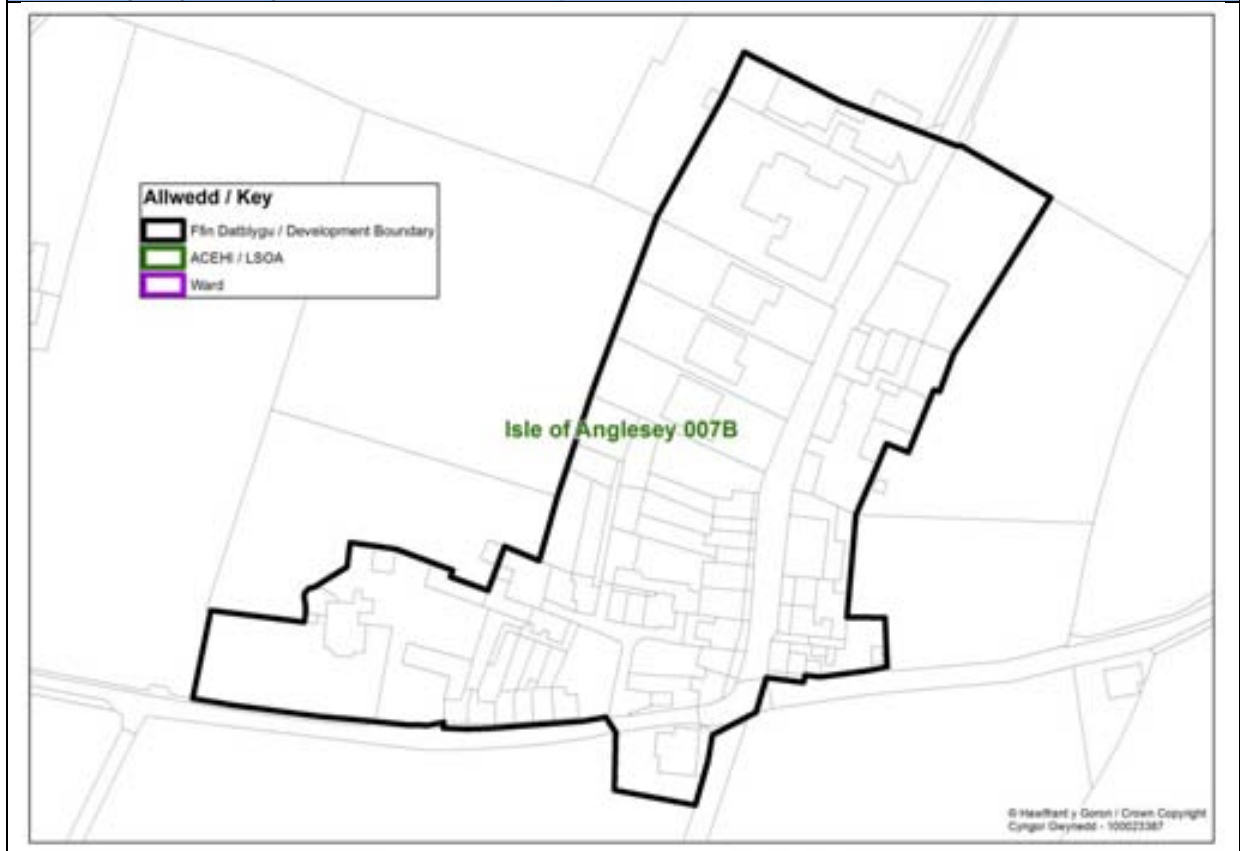 Allwedd / Key
Ffin Datblygu / Development Boundary
ACEHI / LSOA
Ward
Isle of Anglesey 007B
© Hawlfraint y Goron / Crown Copyright
Cyngor Gwynedd - 100023387